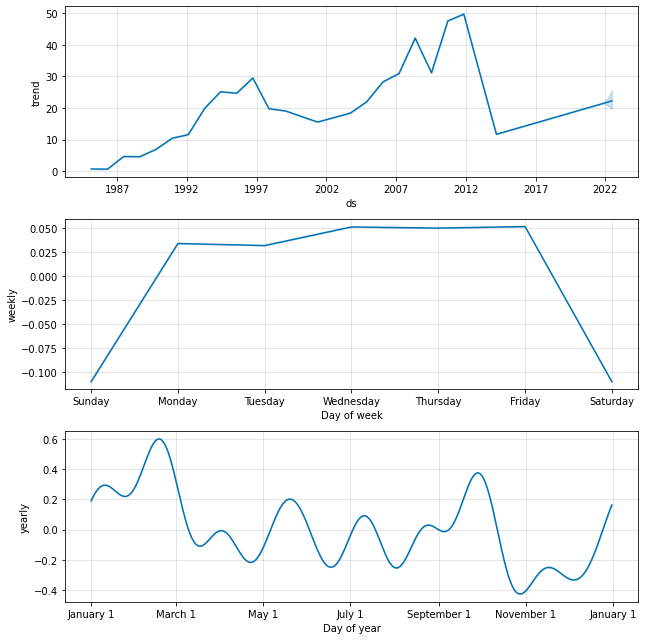 50
40
30
20
10
0
trend
1987 1992 1997 2002 2007 2012 2017 2022
ds
0.050
0.025
0.000
−0.025
−0.050
−0.075
−0.100
weekly
Sunday Monday Tuesday Wednesday Thursday Friday Saturday
Day of week
0.6
0.4
0.2
0.0
−0.2
−0.4
yearly
January 1 March 1 May 1 July 1 September 1 November 1 January 1
Day of year